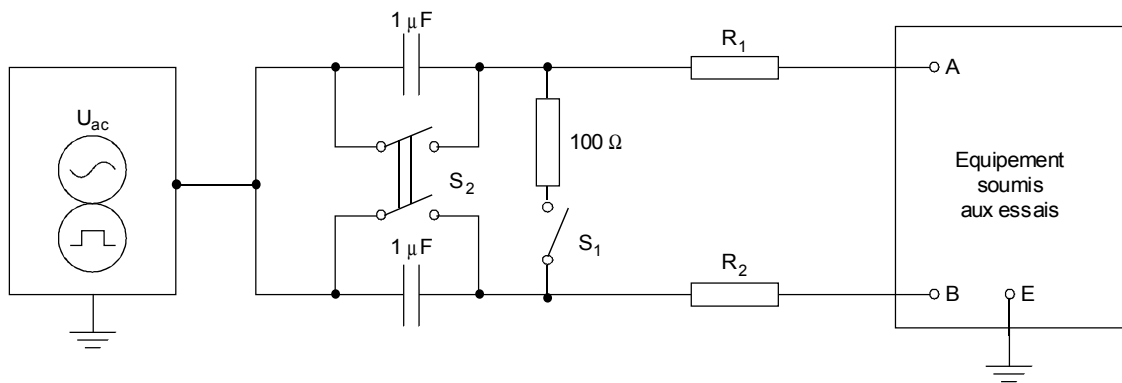 1 μF
R1
A
Uac
100 Ω
S2
Equipement
soumis
aux essais
S1
1 μF
R2
B
E